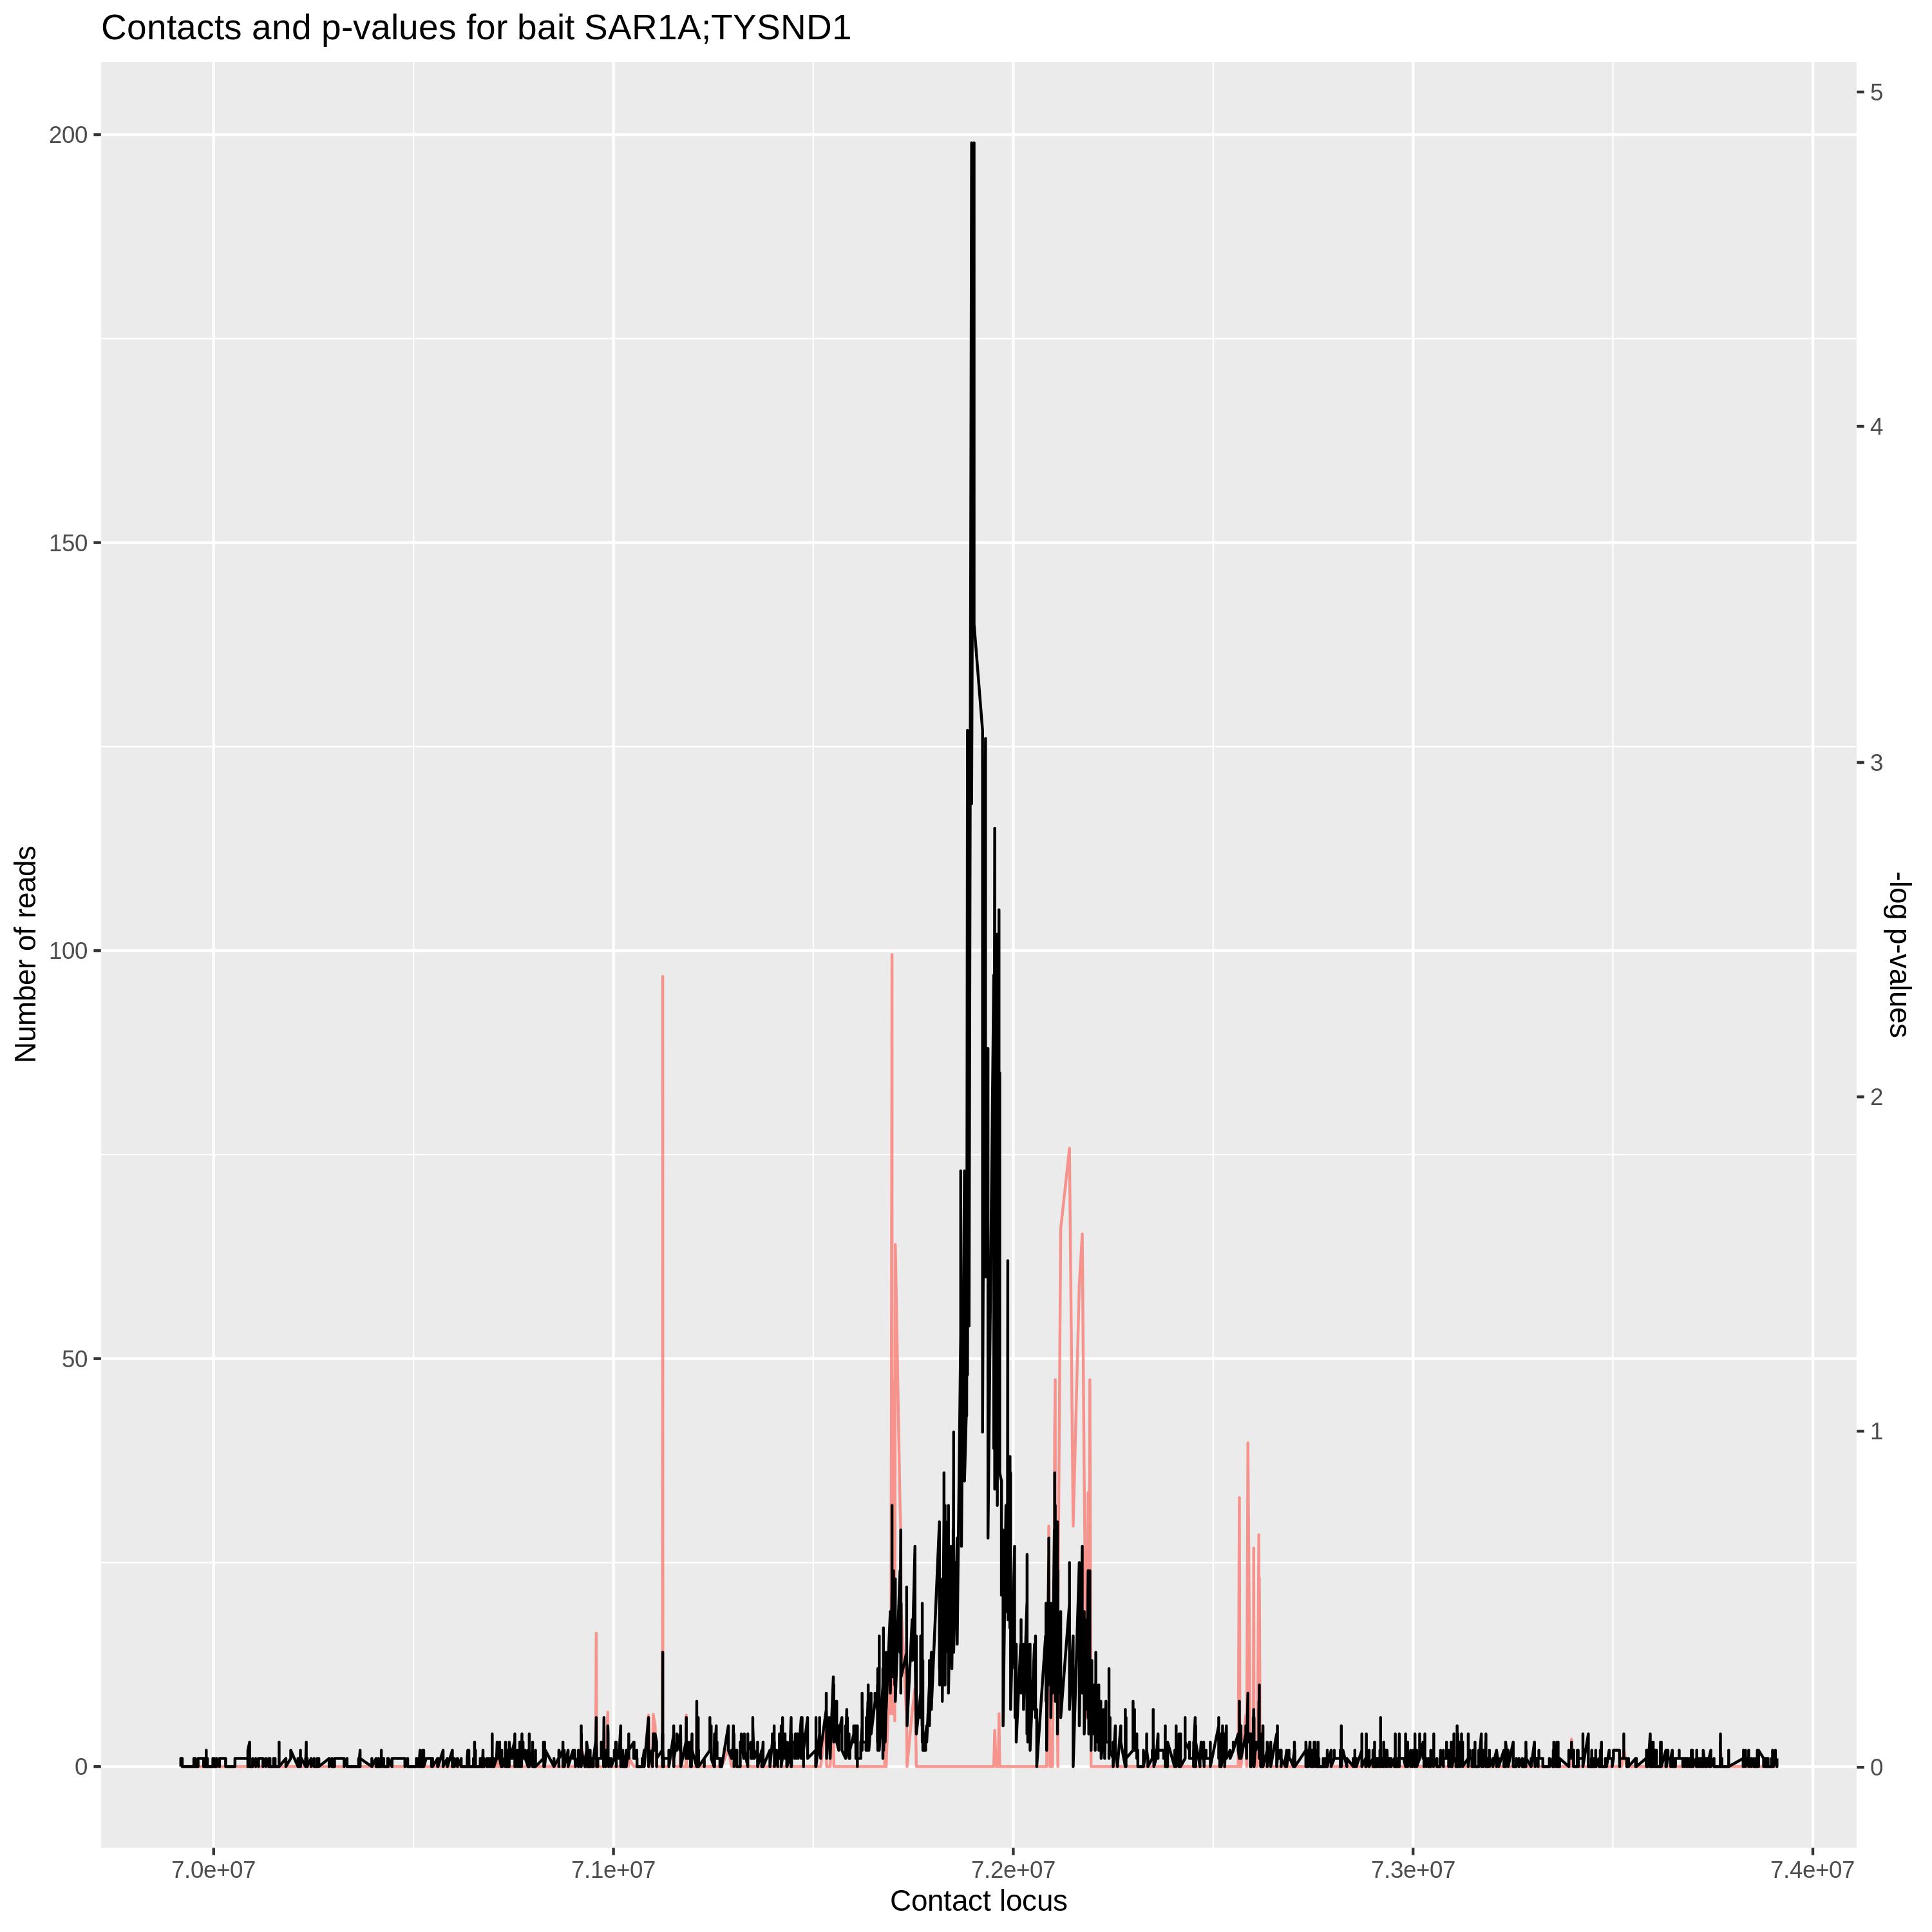 Contacts and p-values for bait SAR1A;TYSND1
200
150
100
50
0
Number of reads
5
4
3
2
1
0
-log p-values
7.0e+07
7.1e+07
7.2e+07
7.3e+07
7.4e+07
Contact locus